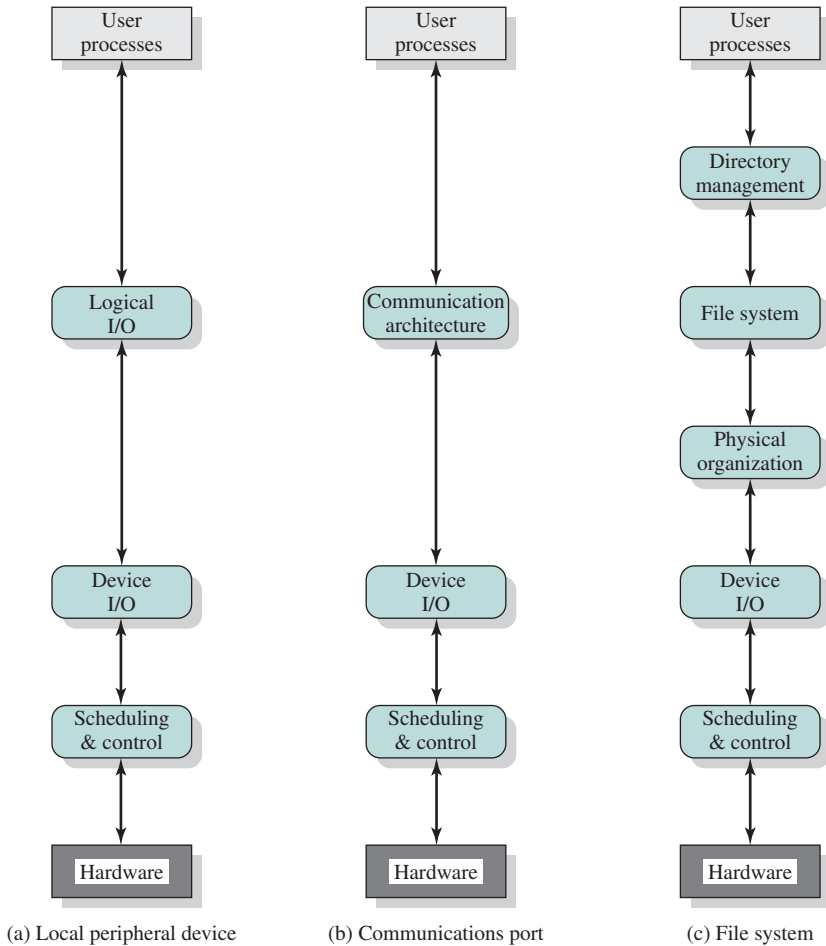 User
processes
Logical
I/O
Device
I/O
Scheduling
& control
Hardware
(a) Local peripheral device
User
processes
Communication
architecture
Device
I/O
Scheduling
& control
Hardware
(b) Communications port
User
processes
Directory
management
File system
Physical
organization
Device
I/O
Scheduling
& control
Hardware
(c) File system